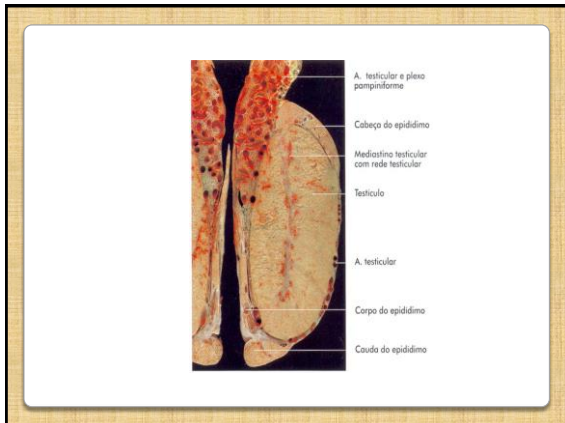 A. testicular e plexo
pampiniforme
Cabeça do epidídimo
Mediastino testicular
com rede testicular
Testículo
A. testicular
Corpo do epidídimo
Cauda do epidídimo